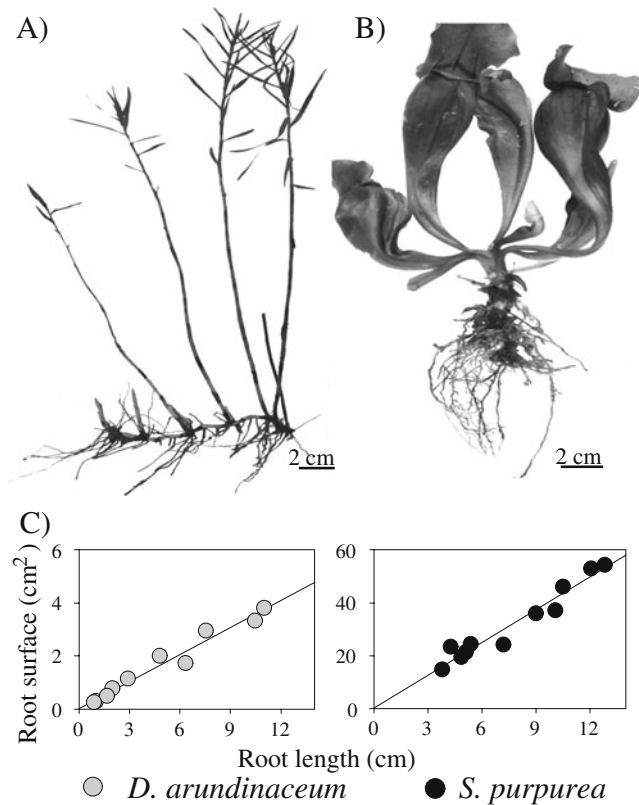 A)
B)
2 cm
2 cm
C)
Root surface (cm²)
6
4
2
0
0 3 6 9 12
60
40
20
0
0 3 6 9 12
Root length (cm)
D. arundinaceum
S. purpurea